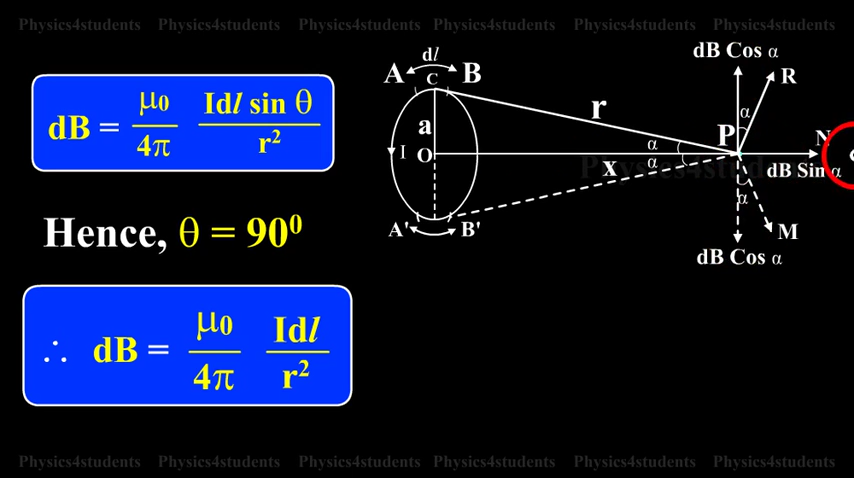 Physics4students Physics4students Physics4students Physics4students Physics4students Physics4students
dB = μ0/4π Idl sin θ/r²
Hence, θ = 90⁰
∴ dB = μ0/4π Idl/r²
dl
A C B
a
I O
r
x
α
α
A' B'
dB Cos α
R
α
P
N
dB Sin α
α
M
dB Cos α
Physics4students
Physics4students Physics4students Physics4students Physics4students Physics4students Physics4students